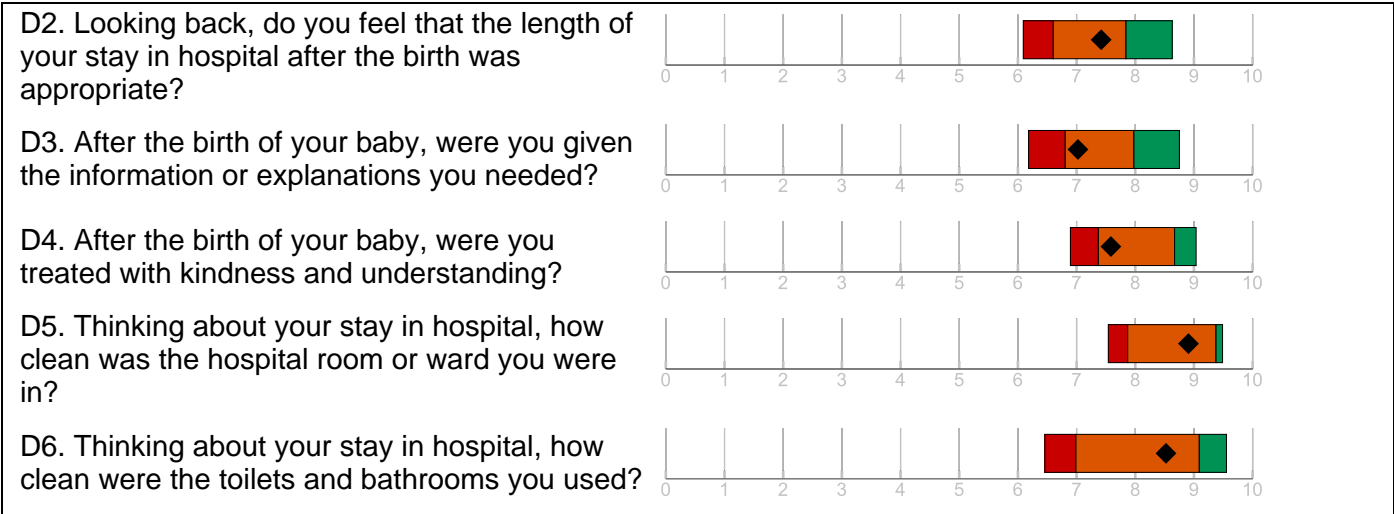 D2. Looking back, do you feel that the length of
your stay in hospital after the birth was
appropriate?
0 1 2 3 4 5 6 7 8 9 10
D3. After the birth of your baby, were you given
the information or explanations you needed?
0 1 2 3 4 5 6 7 8 9 10
D4. After the birth of your baby, were you
treated with kindness and understanding?
0 1 2 3 4 5 6 7 8 9 10
D5. Thinking about your stay in hospital, how
clean was the hospital room or ward you were
in?
0 1 2 3 4 5 6 7 8 9 10
D6. Thinking about your stay in hospital, how
clean were the toilets and bathrooms you used?
0 1 2 3 4 5 6 7 8 9 10